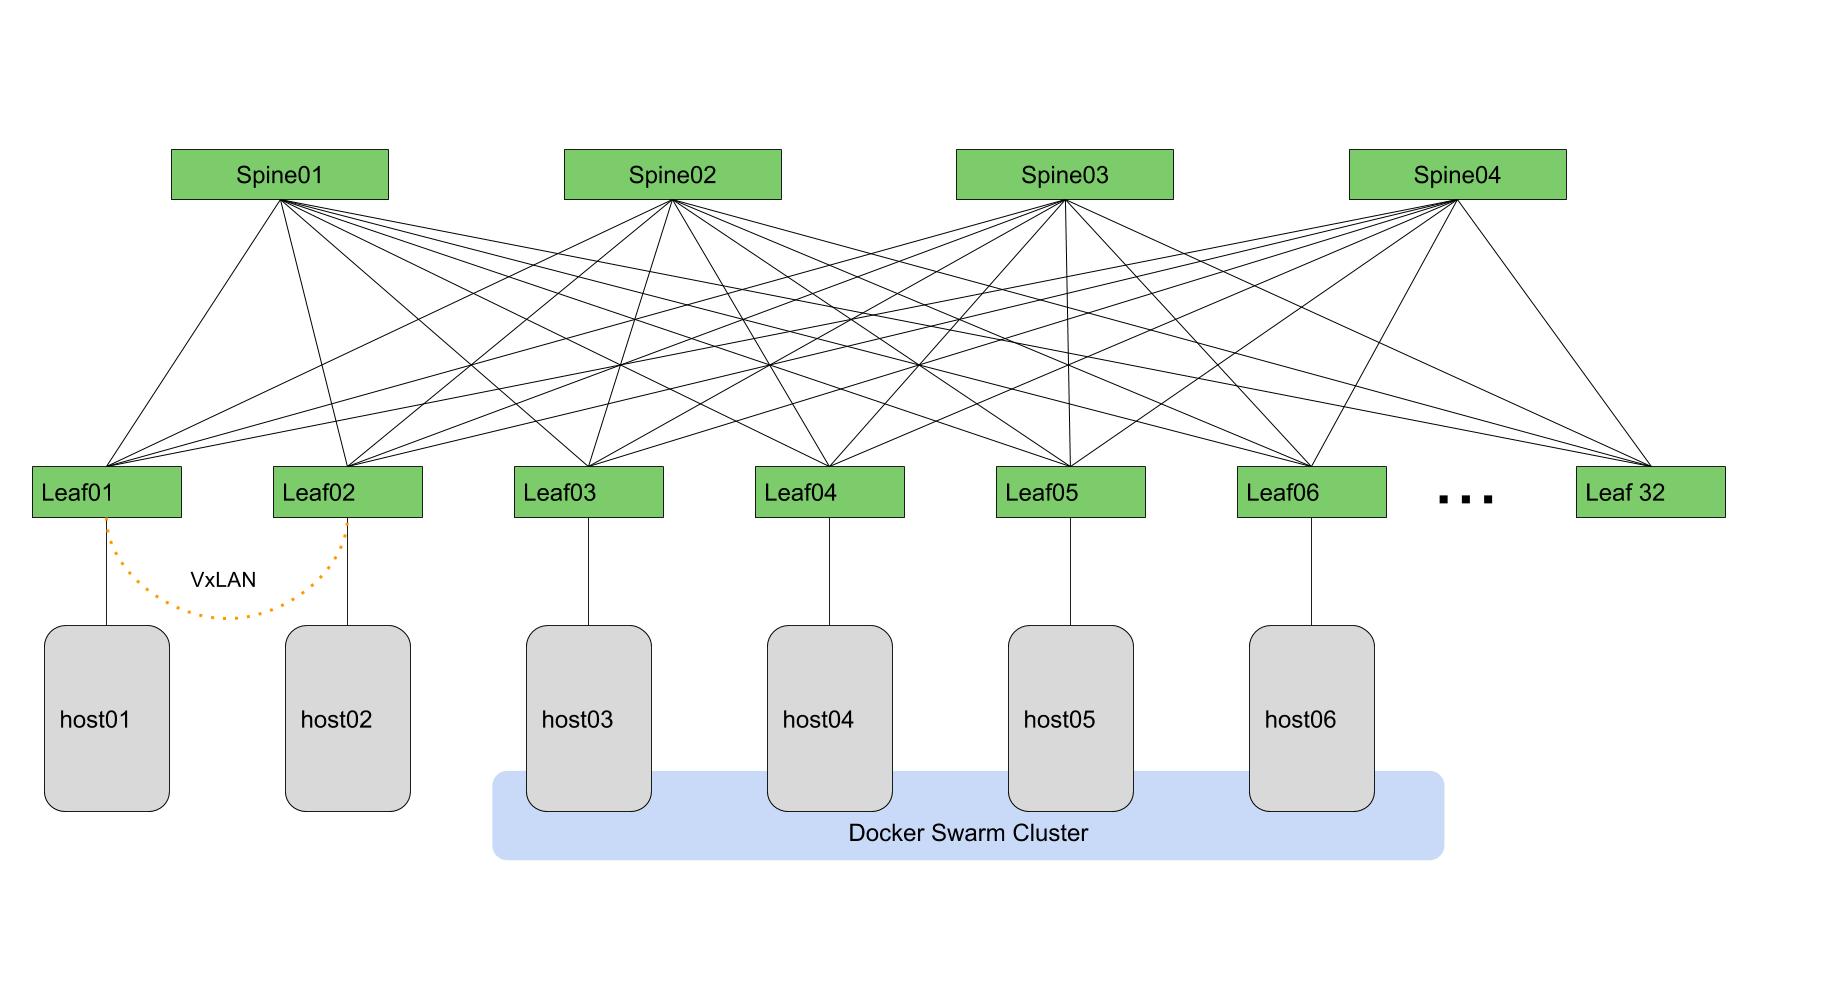 Spine01
Spine02
Spine03
Spine04
Leaf01
Leaf02
Leaf03
Leaf04
Leaf05
Leaf06
...
Leaf 32
VxLAN
host01
host02
host03
host04
host05
host06
Docker Swarm Cluster